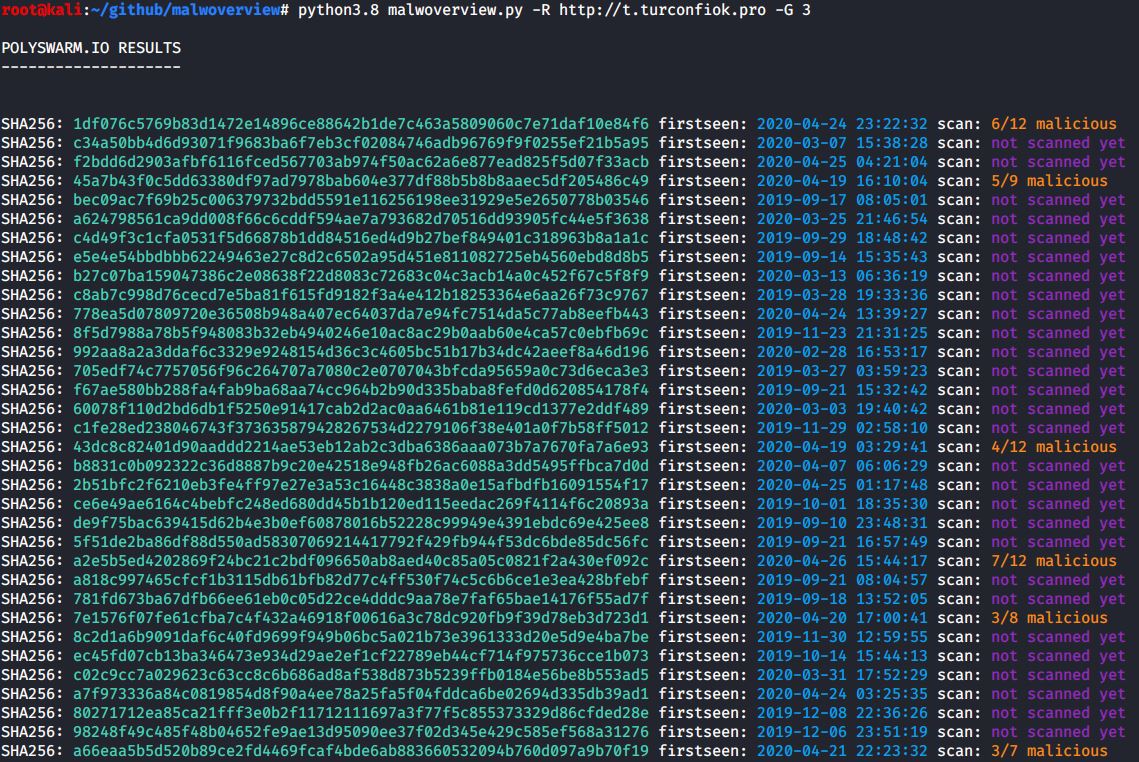 root@kali:~/github/malwoverview# python3.8 malwoverview.py -R http://t.turconfiok.pro -G 3
POLYSWARM.IO RESULTS
--------------------
SHA256: 1df076c5769b83d1472e14896ce88642b1de7c463a5809060c7e71daf10e84f6 firstseen: 2020-04-24 23:22:32 scan: 6/12 malicious
SHA256: c34a50bb4d6d93071f9683ba6f7eb3cf02084746adb96769f9f0255ef21b5a95 firstseen: 2020-03-07 15:38:28 scan: not scanned yet
SHA256: f2bdd6d2903afbf6116fced567703ab974f50ac62a6e877ead825f5d07f33acb firstseen: 2020-04-25 04:21:04 scan: not scanned yet
SHA256: 45a7b43f0c5dd63380df97ad7978bab604e377df88b5b8b8aaec5df205486c49 firstseen: 2020-04-19 16:10:04 scan: 5/9 malicious
SHA256: bec09ac7f69b25c006379732bdd5591e116256198ee31929e5e2650778b03546 firstseen: 2019-09-17 08:05:01 scan: not scanned yet
SHA256: a624798561ca9dd008f66c6cddf594ae7a793682d70516dd93905fc44e5f3638 firstseen: 2020-03-25 21:46:54 scan: not scanned yet
SHA256: c4d49f3c1cfa0531f5d66878b1dd84516ed4d9b27bef849401c318963b8a1a1c firstseen: 2019-09-29 18:48:42 scan: not scanned yet
SHA256: e5e4e54bbdbbb62249463e27c8d2c6502a95d451e811082725eb4560ebd8d8b5 firstseen: 2019-09-14 15:35:43 scan: not scanned yet
SHA256: b27c07ba159047386c2e08638f22d8083c72683c04c3acb14a0c452f67c5f8f9 firstseen: 2020-03-13 06:36:19 scan: not scanned yet
SHA256: c8ab7c998d76cecd7e5ba81f615fd9182f3a4e412b18253364e6aa26f73c9767 firstseen: 2019-03-28 19:33:36 scan: not scanned yet
SHA256: 778ea5d07809720e36508b948a407ec64037da7e94fc7514da5c77ab8eefb443 firstseen: 2020-04-24 13:39:27 scan: not scanned yet
SHA256: 8f5d7988a78b5f948083b32eb4940246e10ac8ac29b0aab60e4ca57c0ebfb69c firstseen: 2019-11-23 21:31:25 scan: not scanned yet
SHA256: 992aa8a2a3ddaf6c3329e9248154d36c3c4605bc51b17b34dc42aeef8a46d196 firstseen: 2020-02-28 16:53:17 scan: not scanned yet
SHA256: 705edf74c7757056f96c264707a7080c2e0707043bfcda95659a0c73d6eca3e3 firstseen: 2020-03-27 03:59:23 scan: not scanned yet
SHA256: f67ae580bb288fa4fab9ba68aa74cc964b2b90d335baba8fefd0d620854178f4 firstseen: 2019-09-21 15:32:42 scan: not scanned yet
SHA256: 60078f110d2bd6db1f5250e91417cab2d2ac0aa6461b81e119cd1377e2ddf489 firstseen: 2020-03-03 19:40:42 scan: not scanned yet
SHA256: c1fe28ed238046743f373635879428267534d2279106f38e401a0f7b58ff5012 firstseen: 2019-11-29 02:58:10 scan: not scanned yet
SHA256: 43dc8c82401d90aaddd2214ae53eb12ab2c3dba6386aaa073b7a7670fa7a6e93 firstseen: 2020-04-19 03:29:41 scan: 4/12 malicious
SHA256: b8831c0b092322c36d8887b9c20e42518e948fb26ac6088a3dd5495ffbca7d0d firstseen: 2020-04-07 06:06:29 scan: not scanned yet
SHA256: 2b51bfc2f6210eb3fe4ff97e27e3a53c16448c3838a0e15afbdfb16091554f17 firstseen: 2020-04-25 01:17:48 scan: not scanned yet
SHA256: ce6e49ae6164c4bebfc248ed680dd45b1b120ed115eedac269f4114f6c20893a firstseen: 2019-10-01 18:35:30 scan: not scanned yet
SHA256: de9f75bac639415d62b4e3b0ef60878016b52228c99949e4391ebdc69e425ee8 firstseen: 2019-09-10 23:48:31 scan: not scanned yet
SHA256: 5f51de2ba86df88d550ad58307069214417792f429fb944f53dc6bde85dc56fc firstseen: 2019-09-21 16:57:49 scan: not scanned yet
SHA256: a2e5b5ed4202869f24bc21c2bdf096650ab8aed40c85a05c0821f2a430ef092c firstseen: 2020-04-26 15:44:17 scan: 7/12 malicious
SHA256: a818c997465cfcf1b3115db61bfb82d77c4ff530f74c5c6b6ce1e3ea428bfebf firstseen: 2019-09-21 08:04:57 scan: not scanned yet
SHA256: 781fd673ba67dfb66ee61eb0c05d22ce4dddc9aa78e7faf65bae14176f55ad7f firstseen: 2019-09-18 13:52:05 scan: not scanned yet
SHA256: 7e1576f07fe61cfba7c4f432a46918f00616a3c78dc920fb9f39d78eb3d723d1 firstseen: 2020-04-20 17:00:41 scan: 3/8 malicious
SHA256: 8c2d1a6b9091daf6c40fd9699f949b06bc5a021b73e3961333d20e5d9e4ba7be firstseen: 2019-11-30 12:59:55 scan: not scanned yet
SHA256: ec45fd07cb13ba346473e934d29ae2ef1cf22789eb44cf714f975736cce1b073 firstseen: 2019-10-14 15:44:13 scan: not scanned yet
SHA256: c02c9cc7a029623c63cc8c6b686ad8af538d873b5239ffb0184e56be8b553ad5 firstseen: 2020-03-31 17:52:29 scan: not scanned yet
SHA256: a7f973336a84c0819854d8f90a4ee78a25fa5f04fddca6be02694d335db39ad1 firstseen: 2020-04-24 03:25:35 scan: not scanned yet
SHA256: 80271712ea85ca21fff3e0b2f11712111697a3f77f5c855373329d86cfded28e firstseen: 2019-12-08 22:36:26 scan: not scanned yet
SHA256: 98248f49c485f48b04652fe9ae13d95090ee37f02d345e429c585ef568a31276 firstseen: 2019-12-06 23:51:19 scan: not scanned yet
SHA256: a66eaa5b5d520b89ce2fd4469fcaf4bde6ab883660532094b760d097a9b70f19 firstseen: 2020-04-21 22:23:32 scan: 3/7 malicious